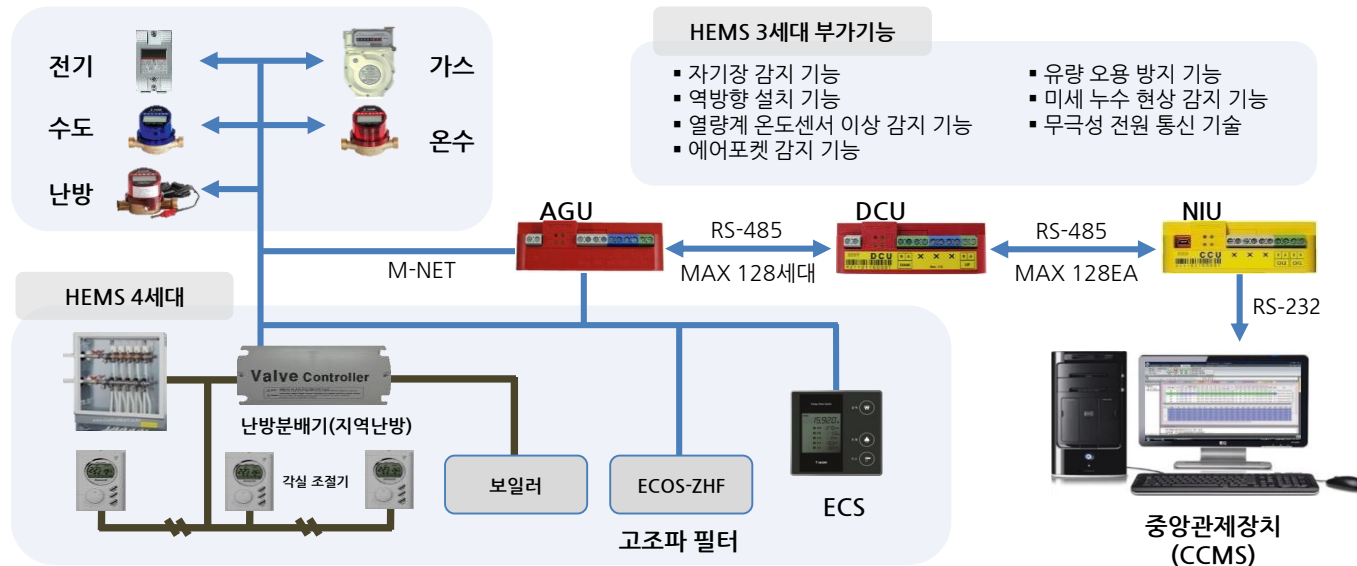 전기
가스
수도
온수
난방
HEMS 3세대 부가기능
▪ 자기장 감지 기능
▪ 역방향 설치 기능
▪ 열량계 온도센서 이상 감지 기능
▪ 에어포켓 감지 기능
▪ 유량 오용 방지 기능
▪ 미세 누수 현상 감지 기능
▪ 무극성 전원 통신 기술
AGU
RS-485
MAX 128세대
DCU
DCU
RS-485
MAX 128EA
NIU
CCU
M-NET
RS-232
HEMS 4세대
Valve Controller
난방분배기(지역난방)
각실 조절기
보일러
ECOS-ZHF
고조파 필터
ECS
중앙관제장치
(CCMS)